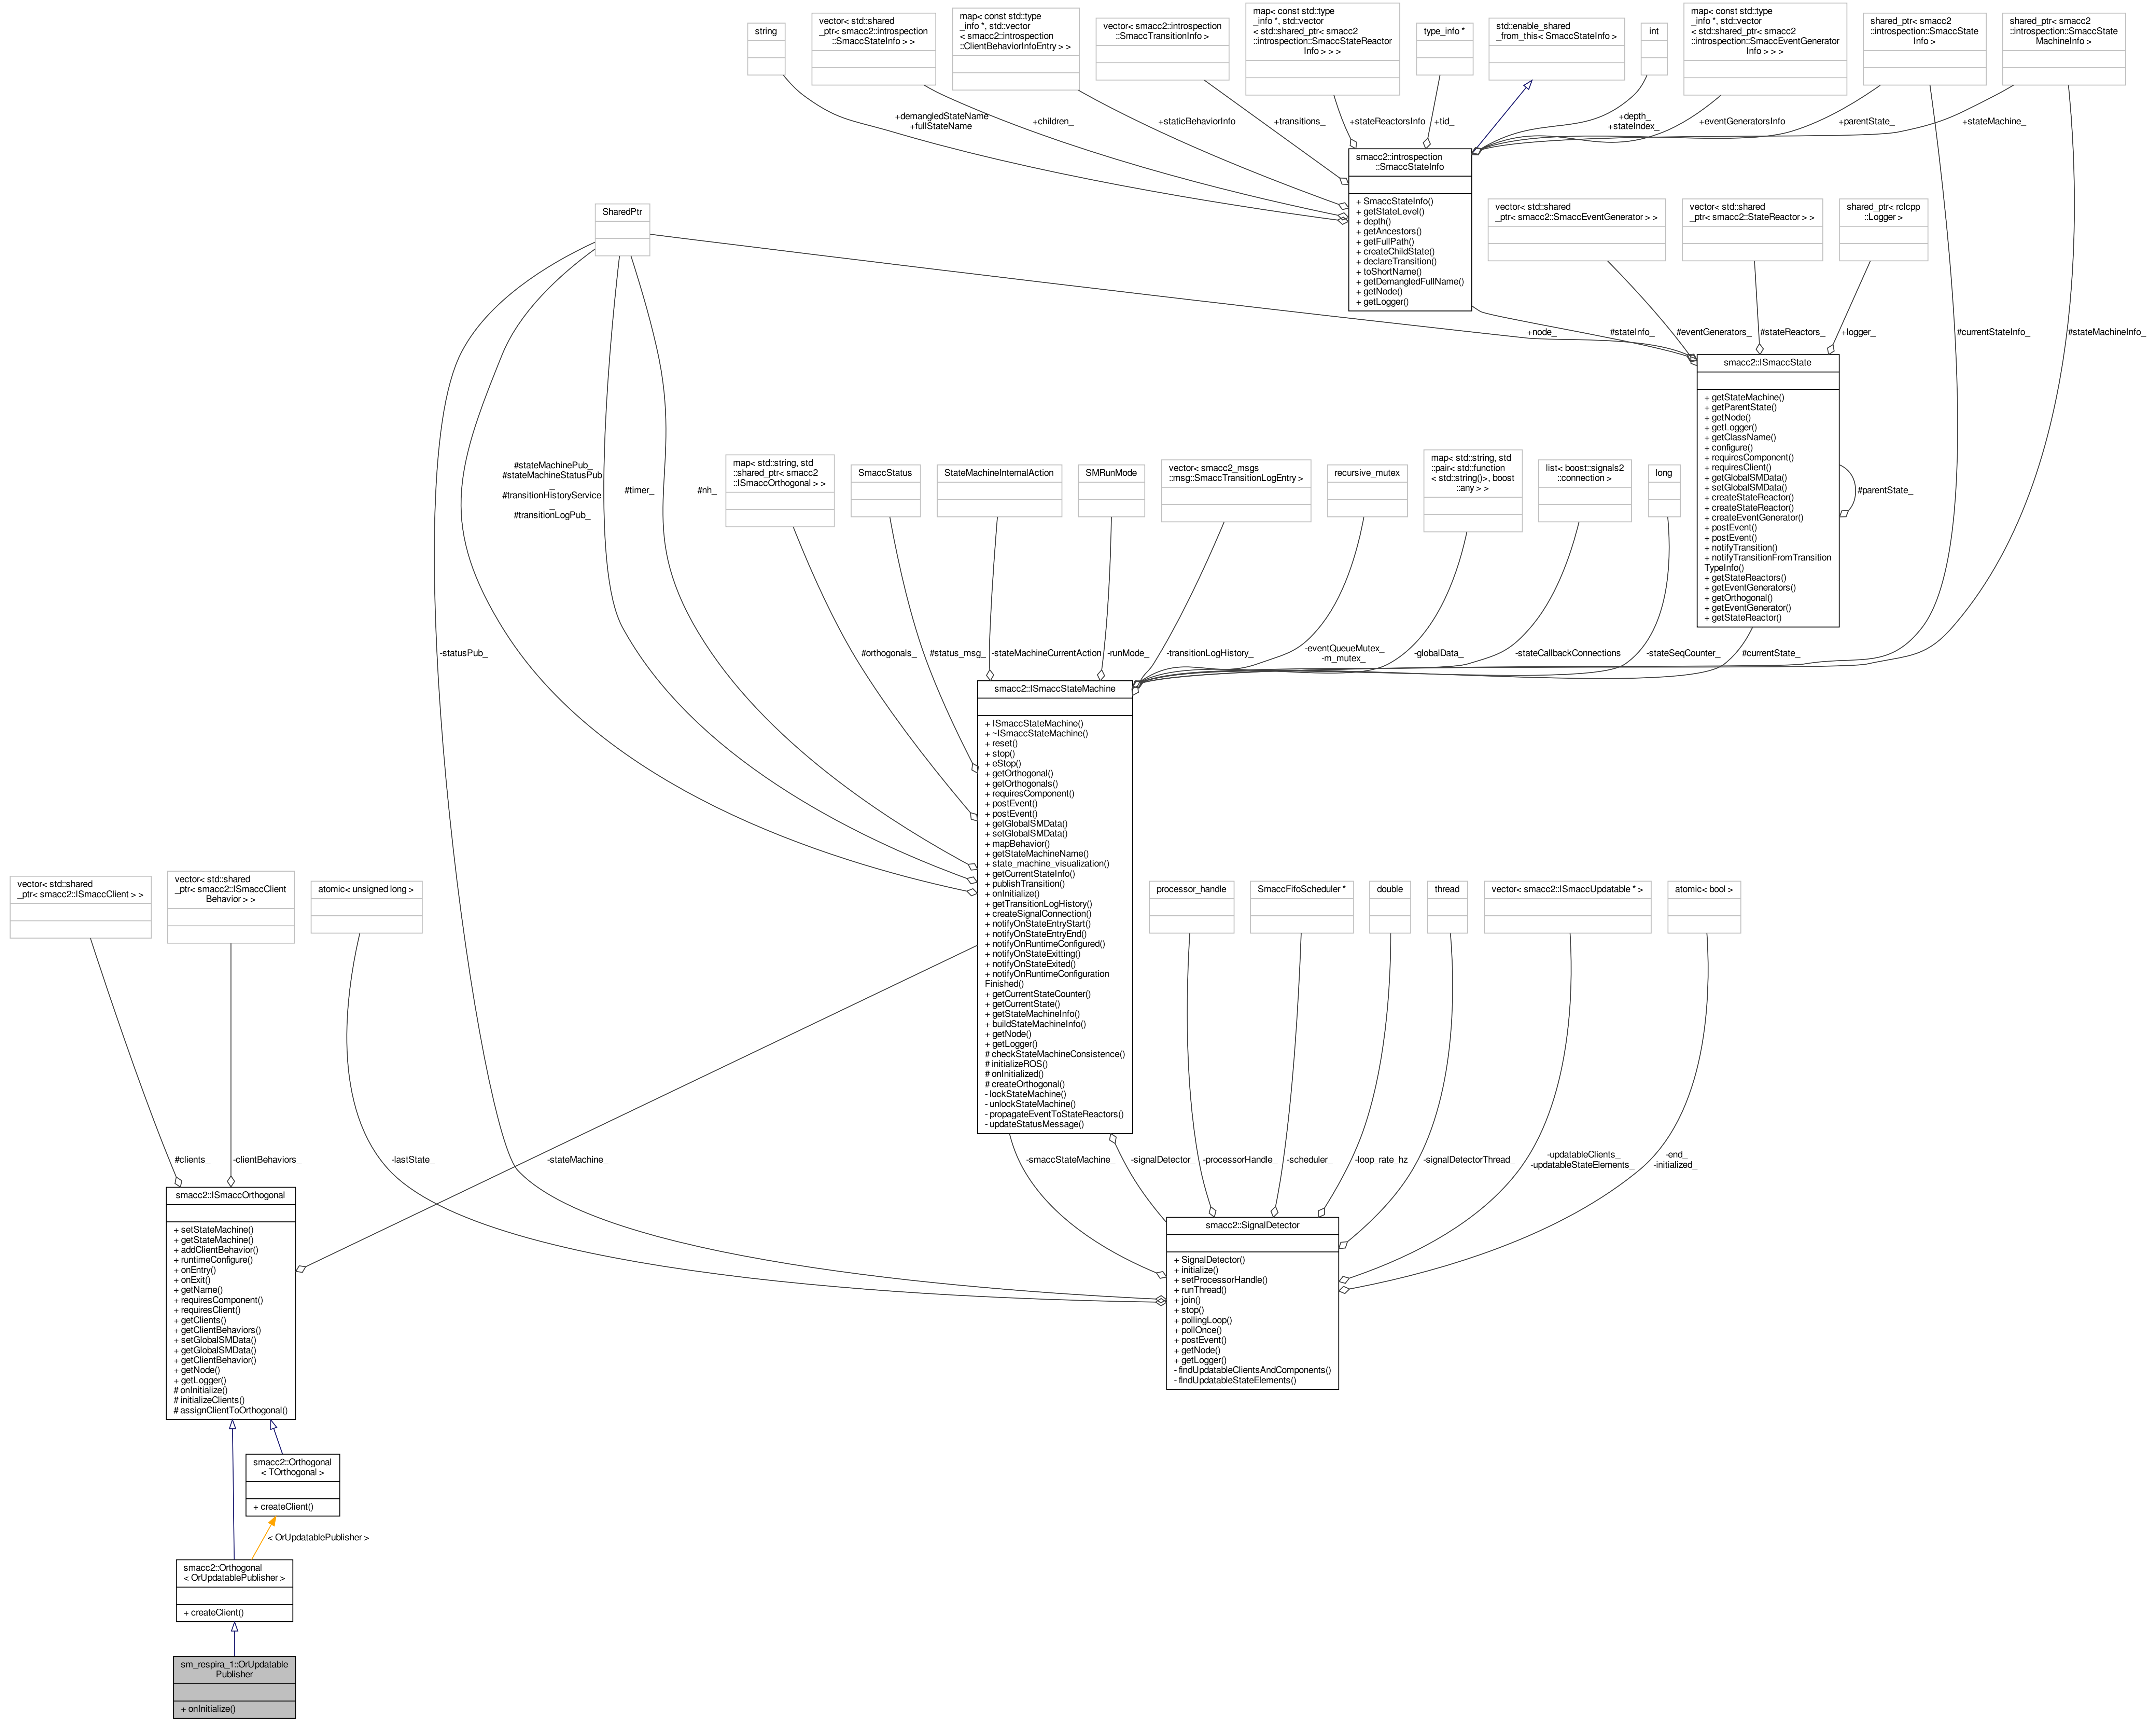 string
vector< std::shared
_ptr< smacc2::introspection
::SmaccStateInfo > >
map< const std::type
_info *, std::vector
< smacc2::introspection
::ClientBehaviorInfoEntry > >
vector< smacc2::introspection
::SmaccTransitionInfo >
map< const std::type
_info *, std::vector
< std::shared_ptr< smacc2
::introspection::SmaccStateReactor
Info > > >
type_info *
std::enable_shared
_from_this< SmaccStateInfo >
int
map< const std::type
_info *, std::vector
< std::shared_ptr< smacc2
::introspection::SmaccEventGenerator
Info > > >
shared_ptr< smacc2
::introspection::SmaccState
Info >
shared_ptr< smacc2
::introspection::SmaccState
MachineInfo >
+demangledStateName
+fullStateName
+children_
+staticBehaviorInfo
+transitions_
+stateReactorsInfo
+tid_
+depth_
+stateIndex_
+eventGeneratorsInfo
+parentState_
+stateMachine_
smacc2::introspection
::SmaccStateInfo
+ SmaccStateInfo()
+ getStateLevel()
+ depth()
+ getAncestors()
+ getFullPath()
+ createChildState()
+ declareTransition()
+ toShortName()
+ getDemangledFullName()
+ getNode()
+ getLogger()
SharedPtr
vector< std::shared
_ptr< smacc2::SmaccEventGenerator > >
vector< std::shared
_ptr< smacc2::StateReactor > >
shared_ptr< rclcpp
::Logger >
+node_
#stateInfo_
#eventGenerators_
#stateReactors_
+logger_
#currentStateInfo_
#stateMachineInfo_
smacc2::ISmaccState
+ getStateMachine()
+ getParentState()
+ getNode()
+ getLogger()
+ getClassName()
+ configure()
+ requiresComponent()
+ requiresClient()
+ getGlobalSMData()
+ setGlobalSMData()
+ createStateReactor()
+ createStateReactor()
+ createEventGenerator()
+ postEvent()
+ postEvent()
+ notifyTransition()
+ notifyTransitionFromTransition
TypeInfo()
+ getStateReactors()
+ getEventGenerators()
+ getOrthogonal()
+ getEventGenerator()
+ getStateReactor()
#parentState_
#stateMachinePub_
#stateMachineStatusPub
_
#transitionHistoryService
_
#transitionLogPub_
#timer_
#nh_
map< std::string, std
::shared_ptr< smacc2
::ISmaccOrthogonal > >
SmaccStatus
StateMachineInternalAction
SMRunMode
vector< smacc2_msgs
::msg::SmaccTransitionLogEntry >
recursive_mutex
map< std::string, std
::pair< std::function
< std::string()>, boost
::any > >
list< boost::signals2
::connection >
long
-statusPub_
#orthogonals_
#status_msg_
-stateMachineCurrentAction
-runMode_
-transitionLogHistory_
-eventQueueMutex_
-m_mutex_
-globalData_
-stateCallbackConnections
-stateSeqCounter_
#currentState_
smacc2::ISmaccStateMachine
+ ISmaccStateMachine()
+ ~ISmaccStateMachine()
+ reset()
+ stop()
+ eStop()
+ getOrthogonal()
+ getOrthogonals()
+ requiresComponent()
+ postEvent()
+ postEvent()
+ getGlobalSMData()
+ setGlobalSMData()
+ mapBehavior()
+ getStateMachineName()
+ state_machine_visualization()
+ getCurrentStateInfo()
+ publishTransition()
+ onInitialize()
+ getTransitionLogHistory()
+ createSignalConnection()
+ notifyOnStateEntryStart()
+ notifyOnStateEntryEnd()
+ notifyOnRuntimeConfigured()
+ notifyOnStateExitting()
+ notifyOnStateExited()
+ notifyOnRuntimeConfiguration
Finished()
+ getCurrentStateCounter()
+ getCurrentState()
+ getStateMachineInfo()
+ buildStateMachineInfo()
+ getNode()
+ getLogger()
# checkStateMachineConsistence()
# initializeROS()
# onInitialized()
# createOrthogonal()
- lockStateMachine()
- unlockStateMachine()
- propagateEventToStateReactors()
- updateStatusMessage()
vector< std::shared
_ptr< smacc2::ISmaccClient > >
vector< std::shared
_ptr< smacc2::ISmaccClient
Behavior > >
atomic< unsigned long >
processor_handle
SmaccFifoScheduler *
double
thread
vector< smacc2::ISmaccUpdatable * >
atomic< bool >
#clients_
-clientBehaviors_
-lastState_
-stateMachine_
-smaccStateMachine_
-signalDetector_
-processorHandle_
-scheduler_
-loop_rate_hz
-signalDetectorThread_
-updatableClients_
-updatableStateElements_
-end_
-initialized_
smacc2::ISmaccOrthogonal
+ setStateMachine()
+ getStateMachine()
+ addClientBehavior()
+ runtimeConfigure()
+ onEntry()
+ onExit()
+ getName()
+ requiresComponent()
+ requiresClient()
+ getClients()
+ getClientBehaviors()
+ setGlobalSMData()
+ getGlobalSMData()
+ getClientBehavior()
+ getNode()
+ getLogger()
# onInitialize()
# initializeClients()
# assignClientToOrthogonal()
smacc2::SignalDetector
+ SignalDetector()
+ initialize()
+ setProcessorHandle()
+ runThread()
+ join()
+ stop()
+ pollingLoop()
+ pollOnce()
+ postEvent()
+ getNode()
+ getLogger()
- findUpdatableClientsAndComponents()
- findUpdatableStateElements()
smacc2::Orthogonal
< TOrthogonal >
+ createClient()
< OrUpdatablePublisher >
smacc2::Orthogonal
< OrUpdatablePublisher >
+ createClient()
sm_respira_1::OrUpdatable
Publisher
+ onInitialize()